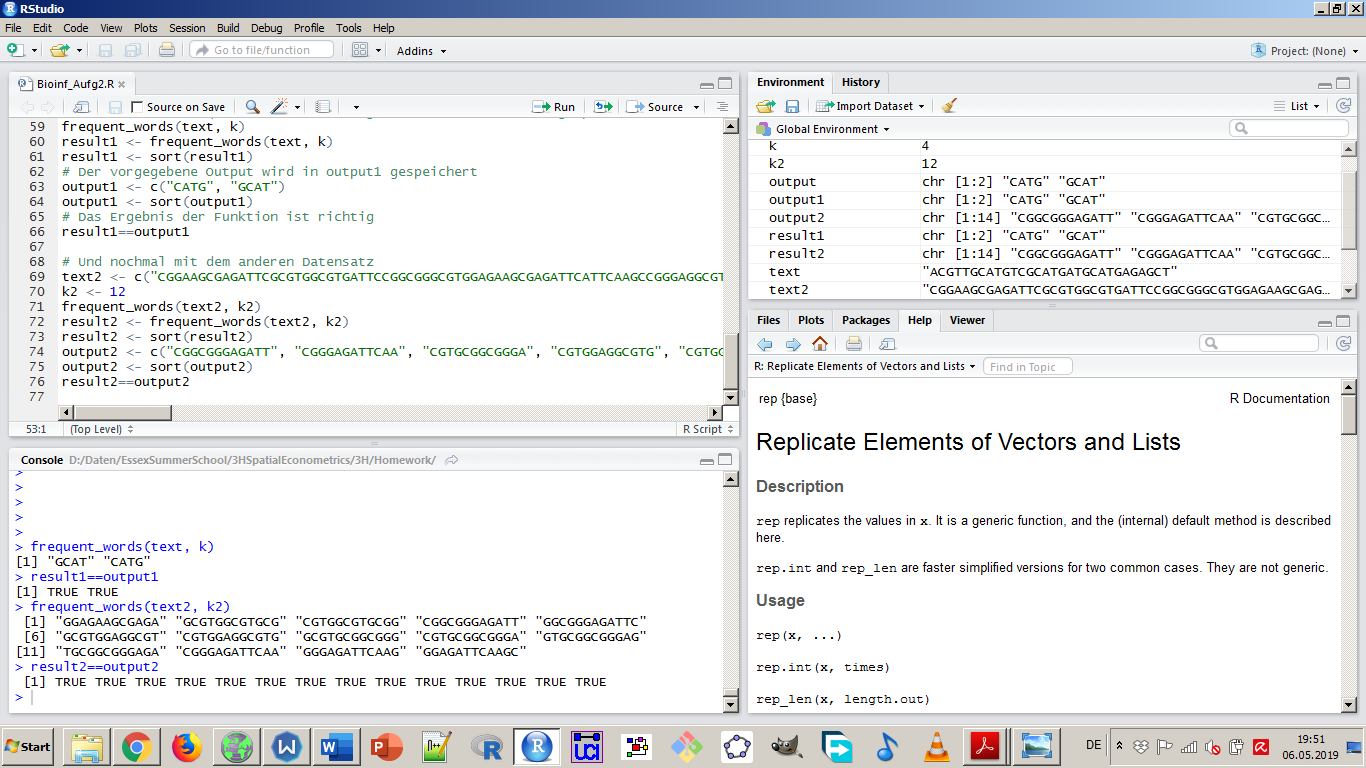 RStudio
File Edit Code View Plots Session Build Debug Profile Tools Help
Go to file/function Addins Project: (None)
Bioinf_Aufg2.R
Source on Save Run Source
59 frequent_words(text, k)
60 result1 <- frequent_words(text, k)
61 result1 <- sort(result1)
62 # Der vorgegebene Output wird in output1 gespeichert
63 output1 <- c("CATG", "GCAT")
64 output1 <- sort(output1)
65 # Das Ergebnis der Funktion ist richtig
66 result1==output1
67
68 # Und nochmal mit dem anderen Datensatz
69 text2 <- c("CGGAAGCGAGATTCGCGTGGCGTGATTCCGGCGGGCGTGGAGAAGCGAGATTCATTCAAGCCGGGAGGCGT
70 k2 <- 12
71 frequent_words(text2, k2)
72 result2 <- frequent_words(text2, k2)
73 result2 <- sort(result2)
74 output2 <- c("CGGCGGGAGATT", "CGGGAGATTCAA", "CGTGCGGCGGGA", "CGTGGAGGCGTG", "CGTGG
75 output2 <- sort(output2)
76 result2==output2
77
53:1 (Top Level) R Script
Console D:/Daten/EssexSummerSchool/3HSpatialEconometrics/3H/Homework/
>
>
>
>
>
> frequent_words(text, k)
[1] "GCAT" "CATG"
> result1==output1
[1] TRUE TRUE
> frequent_words(text2, k2)
[1] "GGAGAAGCGAGA" "GCGTGGCGTGCG" "CGTGGCGTGCGG" "CGGCGGGAGATT" "GGCGGGAGATTC"
[6] "GCGTGGAGGCGT" "CGTGGAGGCGTG" "GCGTGCGGCGGG" "CGTGCGGCGGGA" "GTGCGGCGGGAG"
[11] "TGCGGCGGGAGA" "CGGGAGATTCAA" "GGGAGATTCAAG" "GGAGATTCAAGC"
> result2==output2
[1] TRUE TRUE TRUE TRUE TRUE TRUE TRUE TRUE TRUE TRUE TRUE TRUE TRUE TRUE
>
Environment History
Import Dataset List
Global Environment
k 4
k2 12
output chr [1:2] "CATG" "GCAT"
output1 chr [1:2] "CATG" "GCAT"
output2 chr [1:14] "CGGCGGGAGATT" "CGGGAGATTCAA" "CGTGCGGC…
result1 chr [1:2] "CATG" "GCAT"
result2 chr [1:14] "CGGCGGGAGATT" "CGGGAGATTCAA" "CGTGCGGC…
text "ACGTTGCATGTCGCATGATGCATGAGAGCT"
text2 "CGGAAGCGAGATTCGCGTGGCGTGATTCCGGCGGGCGTGGAGAAGCGAG…
Files Plots Packages Help Viewer
R: Replicate Elements of Vectors and Lists Find in Topic
rep {base} R Documentation
Replicate Elements of Vectors and Lists
Description
rep replicates the values in x. It is a generic function, and the (internal) default method is described
here.
rep.int and rep_len are faster simplified versions for two common cases. They are not generic.
Usage
rep(x, ...)
rep.int(x, times)
rep_len(x, length.out)
Start DE 19:51
06.05.2019